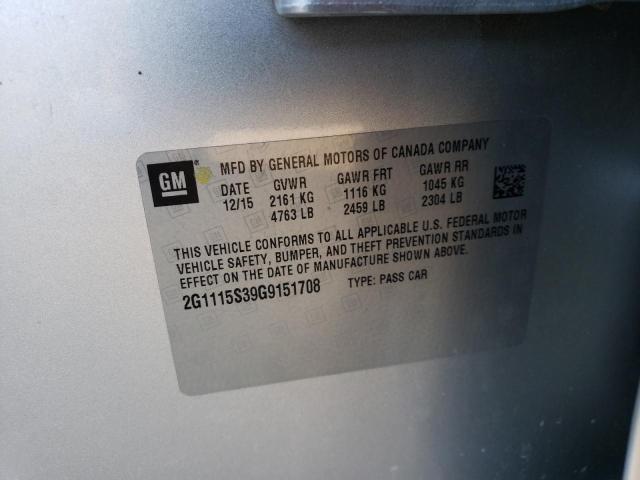 GM
MFD BY GENERAL MOTORS OF CANADA COMPANY
DATE GVWR GAWR FRT GAWR RR
12/15 2161 KG 1116 KG 1045 KG
4763 LB 2459 LB 2304 LB
THIS VEHICLE CONFORMS TO ALL APPLICABLE U.S. FEDERAL MOTOR
VEHICLE SAFETY, BUMPER, AND THEFT PREVENTION STANDARDS IN
EFFECT ON THE DATE OF MANUFACTURE SHOWN ABOVE.
2G1115S39G9151708 TYPE: PASS CAR